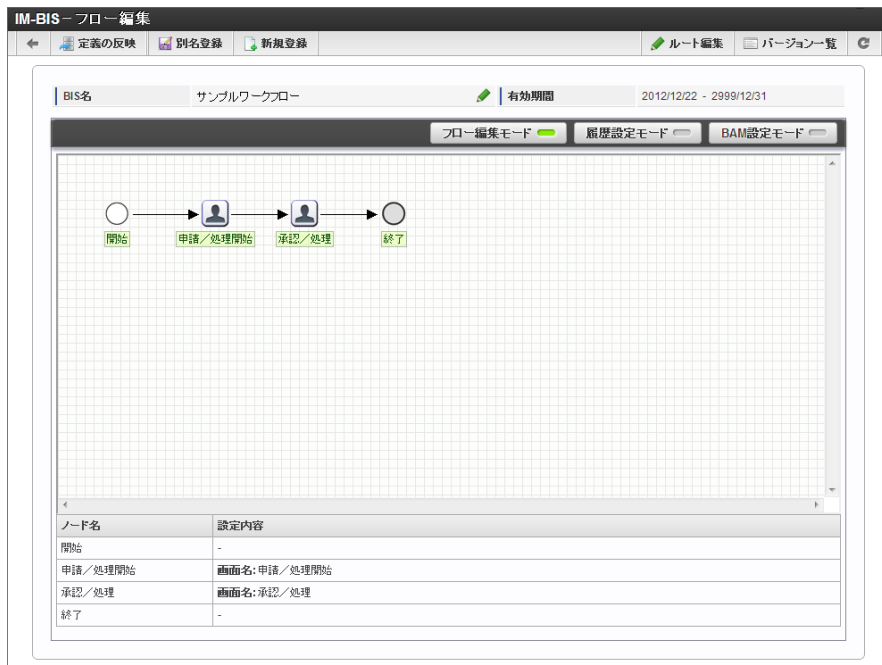 IM-BIS－フロー編集
定義の反映 別名登録 新規登録 ルート編集 バージョン一覧
BIS名 サンプルワークフロー 有効期間 2012/12/22 - 2999/12/31
フロー編集モード 履歴設定モード BAM設定モード
開始 申請／処理開始 承認／処理 終了
ノード名 設定内容
開始 -
申請／処理開始 画面名:申請／処理開始
承認／処理 画面名:承認／処理
終了 -